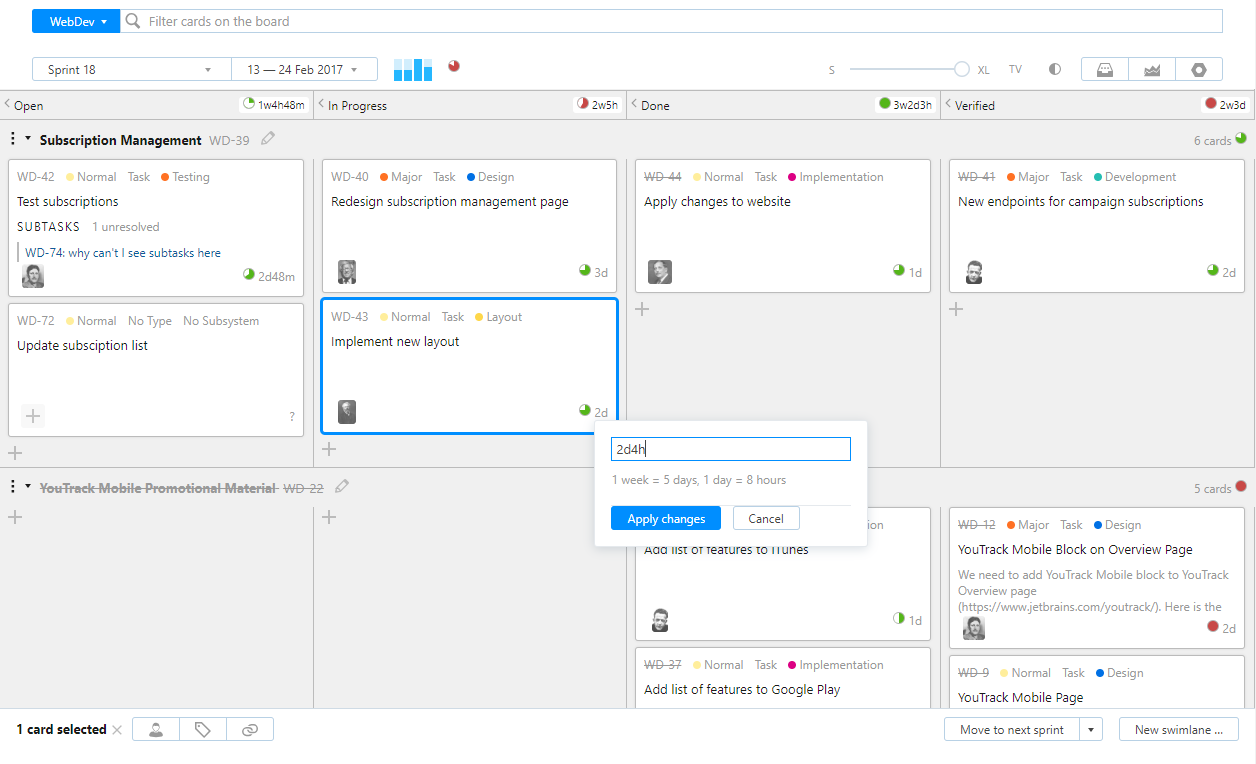 WebDev
Filter cards on the board
Sprint 18
13 — 24 Feb 2017
S
XL
TV
Open
1w4h48m
In Progress
2w5h
Done
3w2d3h
Verified
2w3d
Subscription Management WD-39
6 cards
WD-42 Normal Task Testing
Test subscriptions
SUBTASKS 1 unresolved
WD-74: why can't I see subtasks here
2d48m
WD-72 Normal No Type No Subsystem
Update subsciption list
?
WD-40 Major Task Design
Redesign subscription management page
3d
WD-43 Normal Task Layout
Implement new layout
2d
WD-44 Normal Task Implementation
Apply changes to website
1d
WD-41 Major Task Development
New endpoints for campaign subscriptions
2d
2d4h
1 week = 5 days, 1 day = 8 hours
Apply changes
Cancel
YouTrack Mobile Promotional Material WD-22
5 cards
ion
Add list of features to iTunes
1d
WD-37 Normal Task Implementation
Add list of features to Google Play
WD-12 Major Task Design
YouTrack Mobile Block on Overview Page
We need to add YouTrack Mobile block to YouTrack
Overview page
(https://www.jetbrains.com/youtrack/). Here is the
2d
WD-9 Normal Task Design
YouTrack Mobile Page
1 card selected
Move to next sprint
New swimlane ...